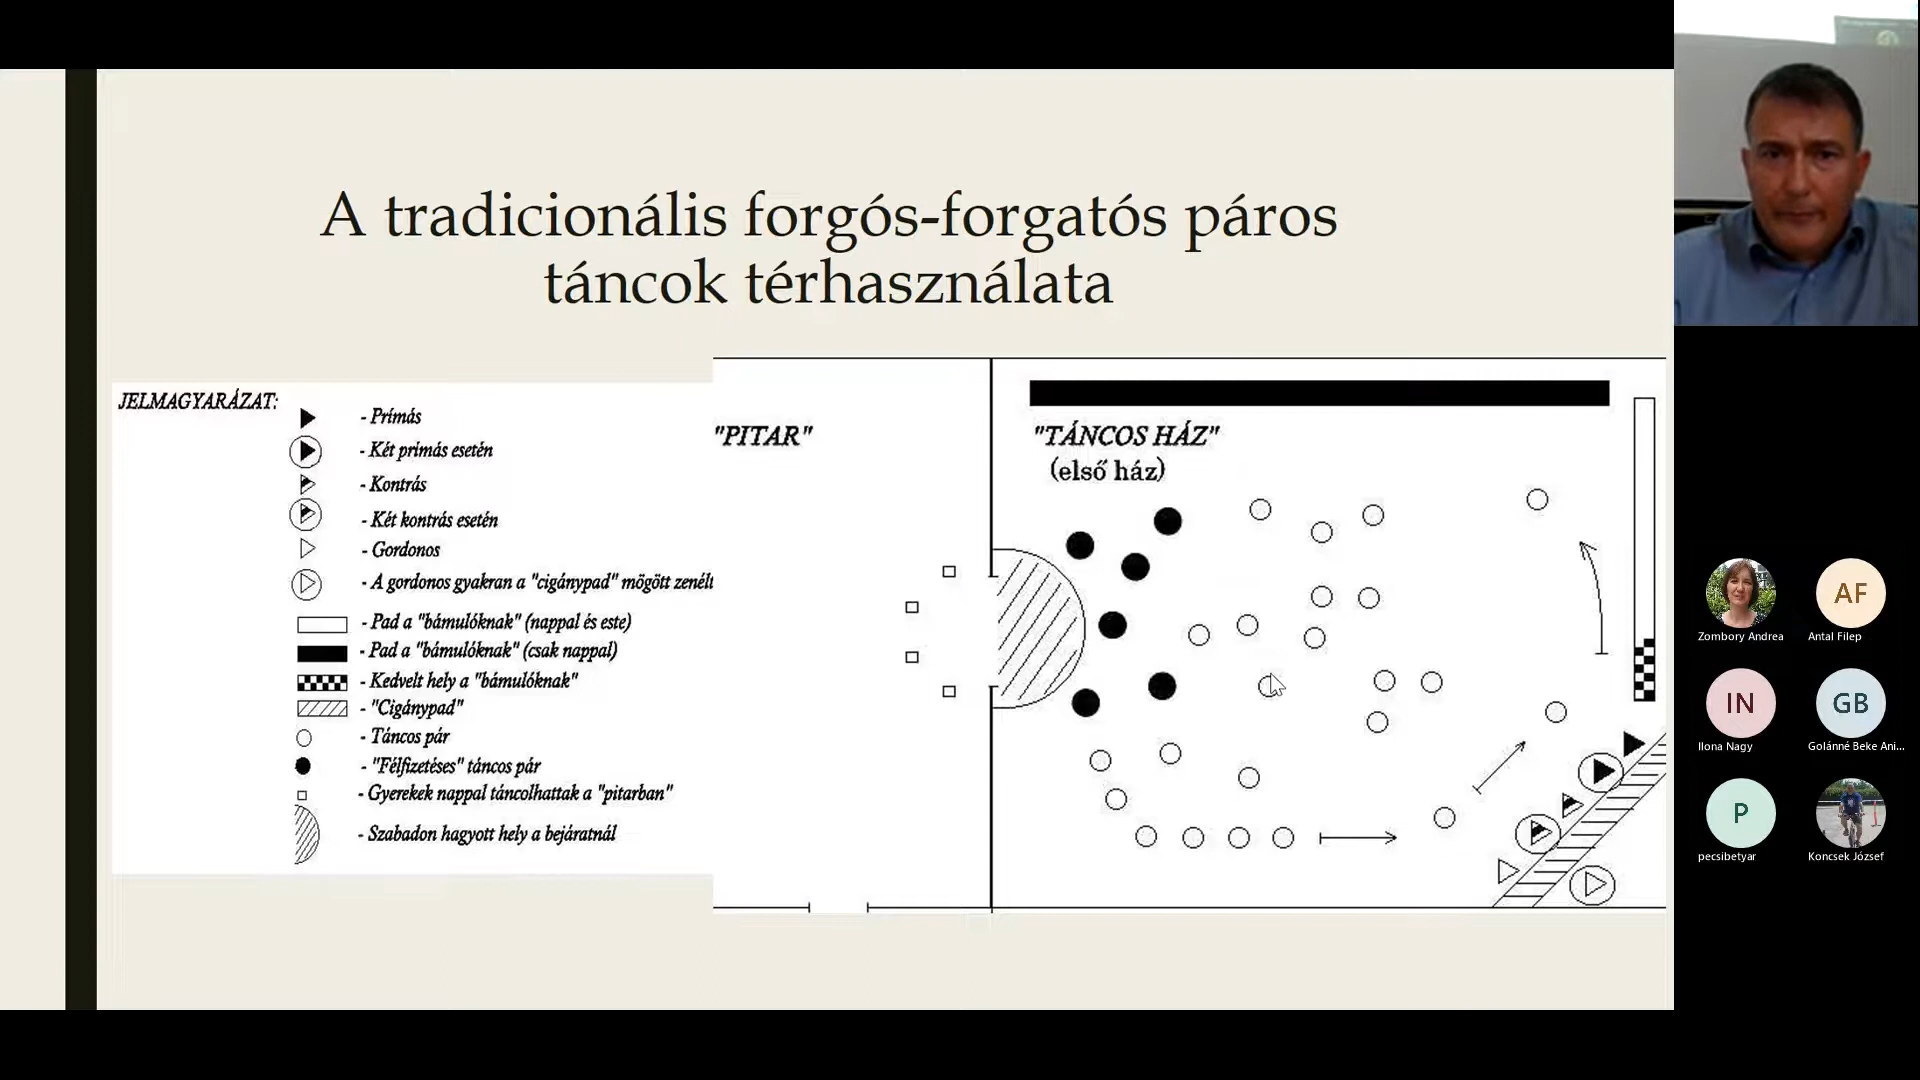 A tradicionális forgós-forgatós páros
táncok térhasználata
JELMAGYARÁZAT:
- Prímás
- Két prímás esetén
- Kontrás
- Két kontrás esetén
- Gordonos
- A gordonos gyakran a "cigánypad" mögött zenélt
- Pad a "bámulóknak" (nappal és este)
- Pad a "bámulóknak" (csak nappal)
- Kedvelt hely a "bámulóknak"
- "Cigánypad"
- Táncos pár
- "Félfizetéses" táncos pár
- Gyerekek nappal táncolhattak a "pitarban"
- Szabadon hagyott hely a bejáratnál
"PITAR"
"TÁNCOS HÁZ"
(első ház)
Zombory Andrea
AF
Antal Filep
IN
Ilona Nagy
GB
Golánné Beke Ani...
P
pecsibetyar
Koncsek József